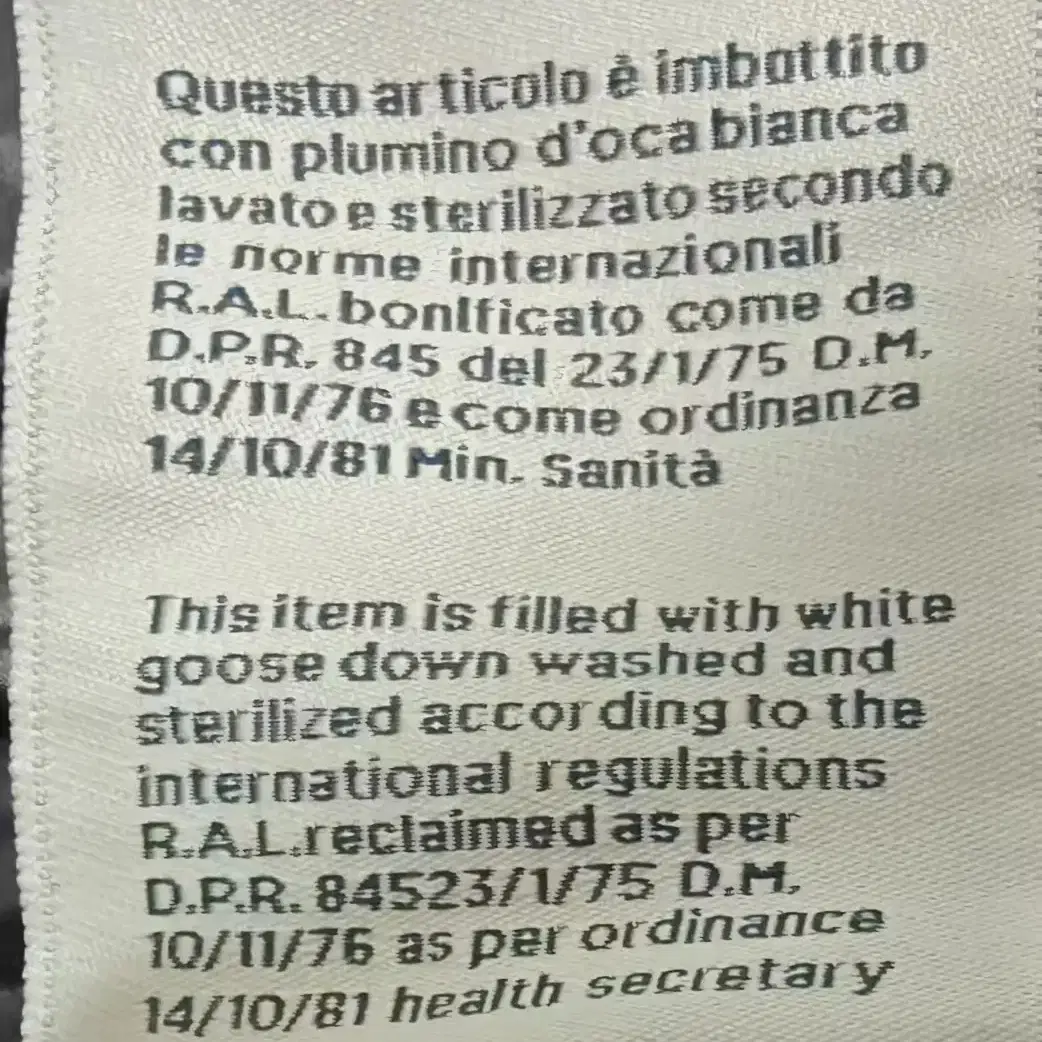 Questo articolo è imbottito
con plumino d'oca bianca
lavato e sterilizzato secondo
le norme internazionali
R.A.L. bonificato come da
D.P.R. 845 del 23/1/75 D.M.
10/11/76 e come ordinanza
14/10/81 Min. Sanità
This item is filled with white
goose down washed and
sterilized according to the
international regulations
R.A.L. reclaimed as per
D.P.R. 84523/1/75 D.M.
10/11/76 as per ordinance
14/10/81 health secretary